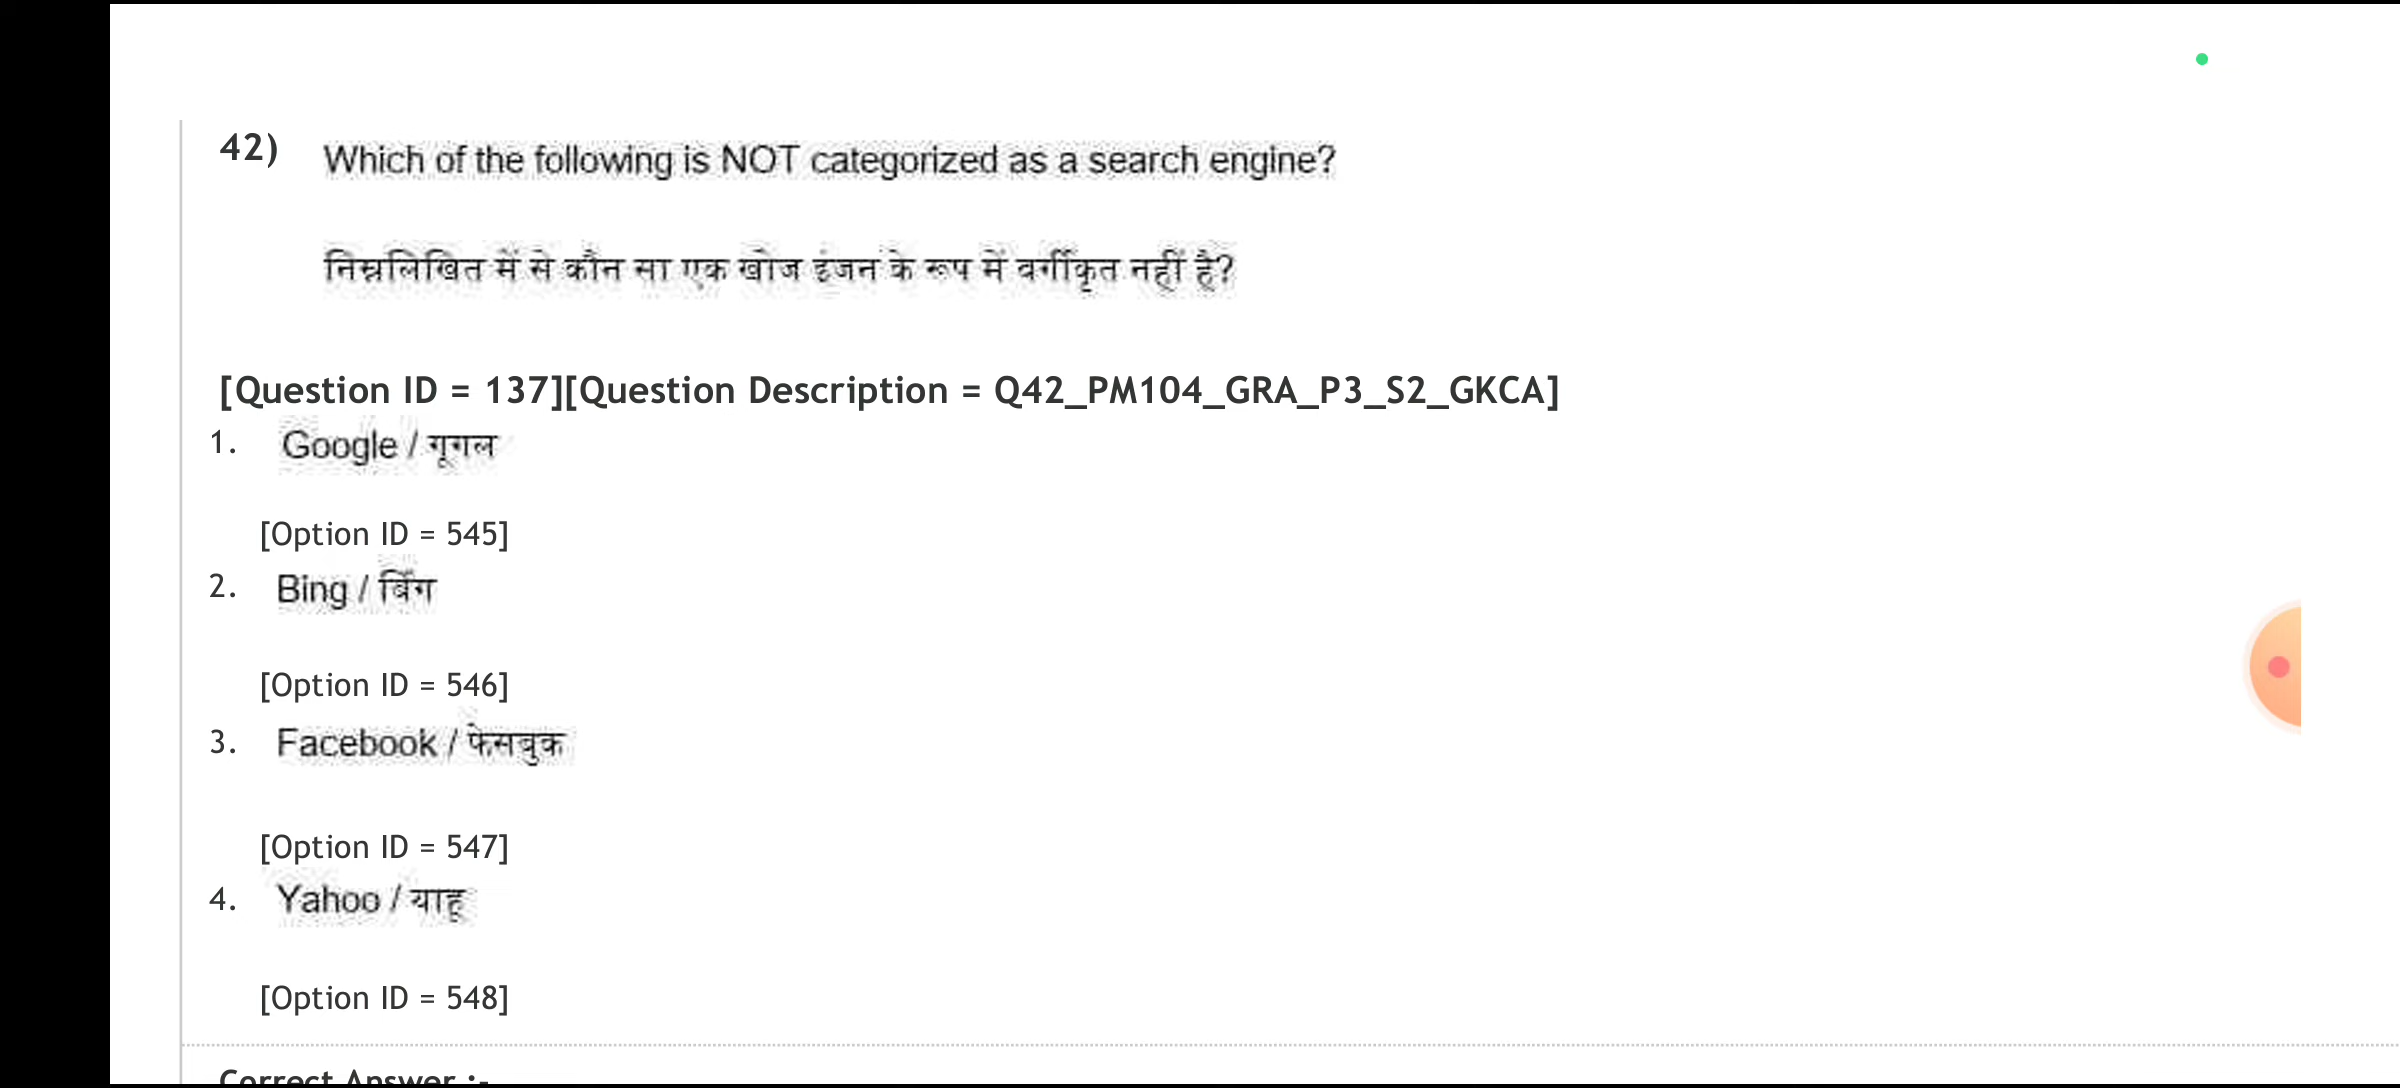 42) Which of the following is NOT categorized as a search engine?
निम्नलिखित में से कौन सा एक खोज इंजन के रूप में वर्गीकृत नहीं है?
[Question ID = 137][Question Description = Q42_PM104_GRA_P3_S2_GKCA]
1. Google / गूगल
[Option ID = 545]
2. Bing / बिंग
[Option ID = 546]
3. Facebook / फेसबुक
[Option ID = 547]
4. Yahoo / याहू
[Option ID = 548]
Correct Answer :-